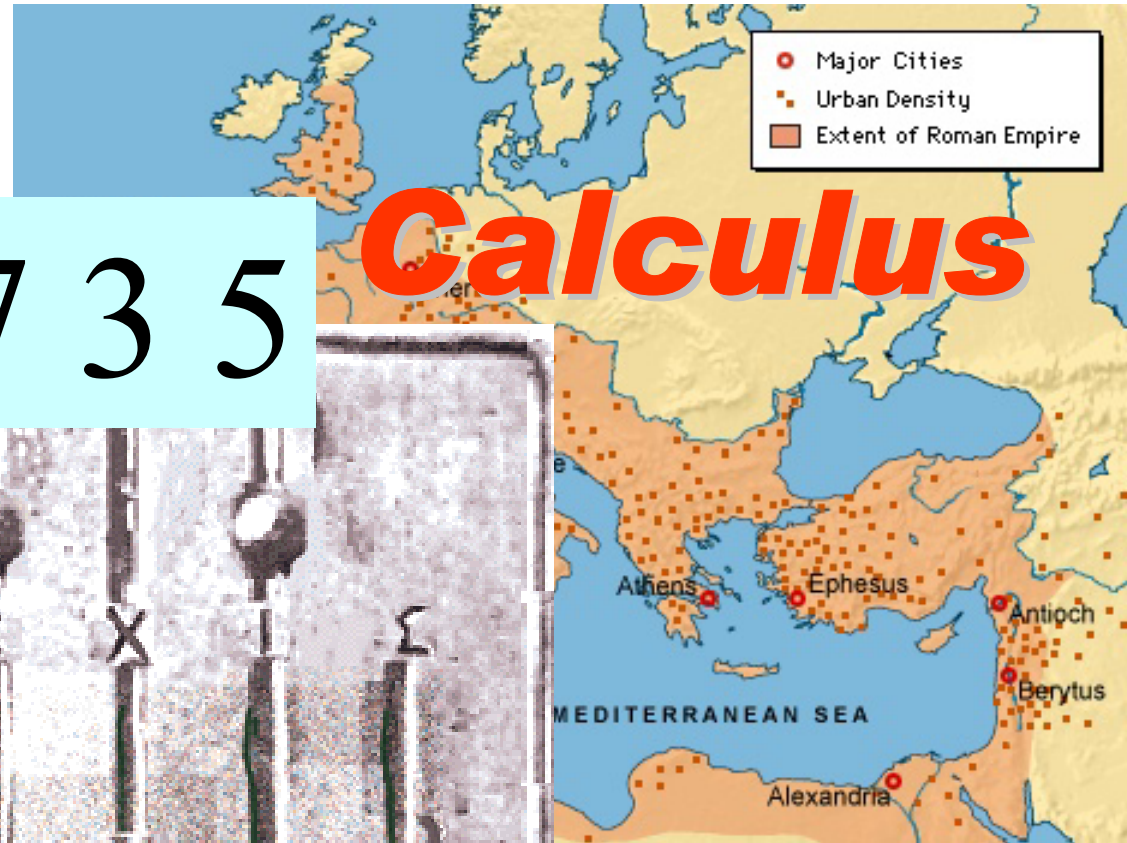 Major Cities
Urban Density
Extent of Roman Empire
Calculus
7 3 5
Athens
Ephesus
Antioch
Berytus
MEDITERRANEAN SEA
X
I
Alexandria